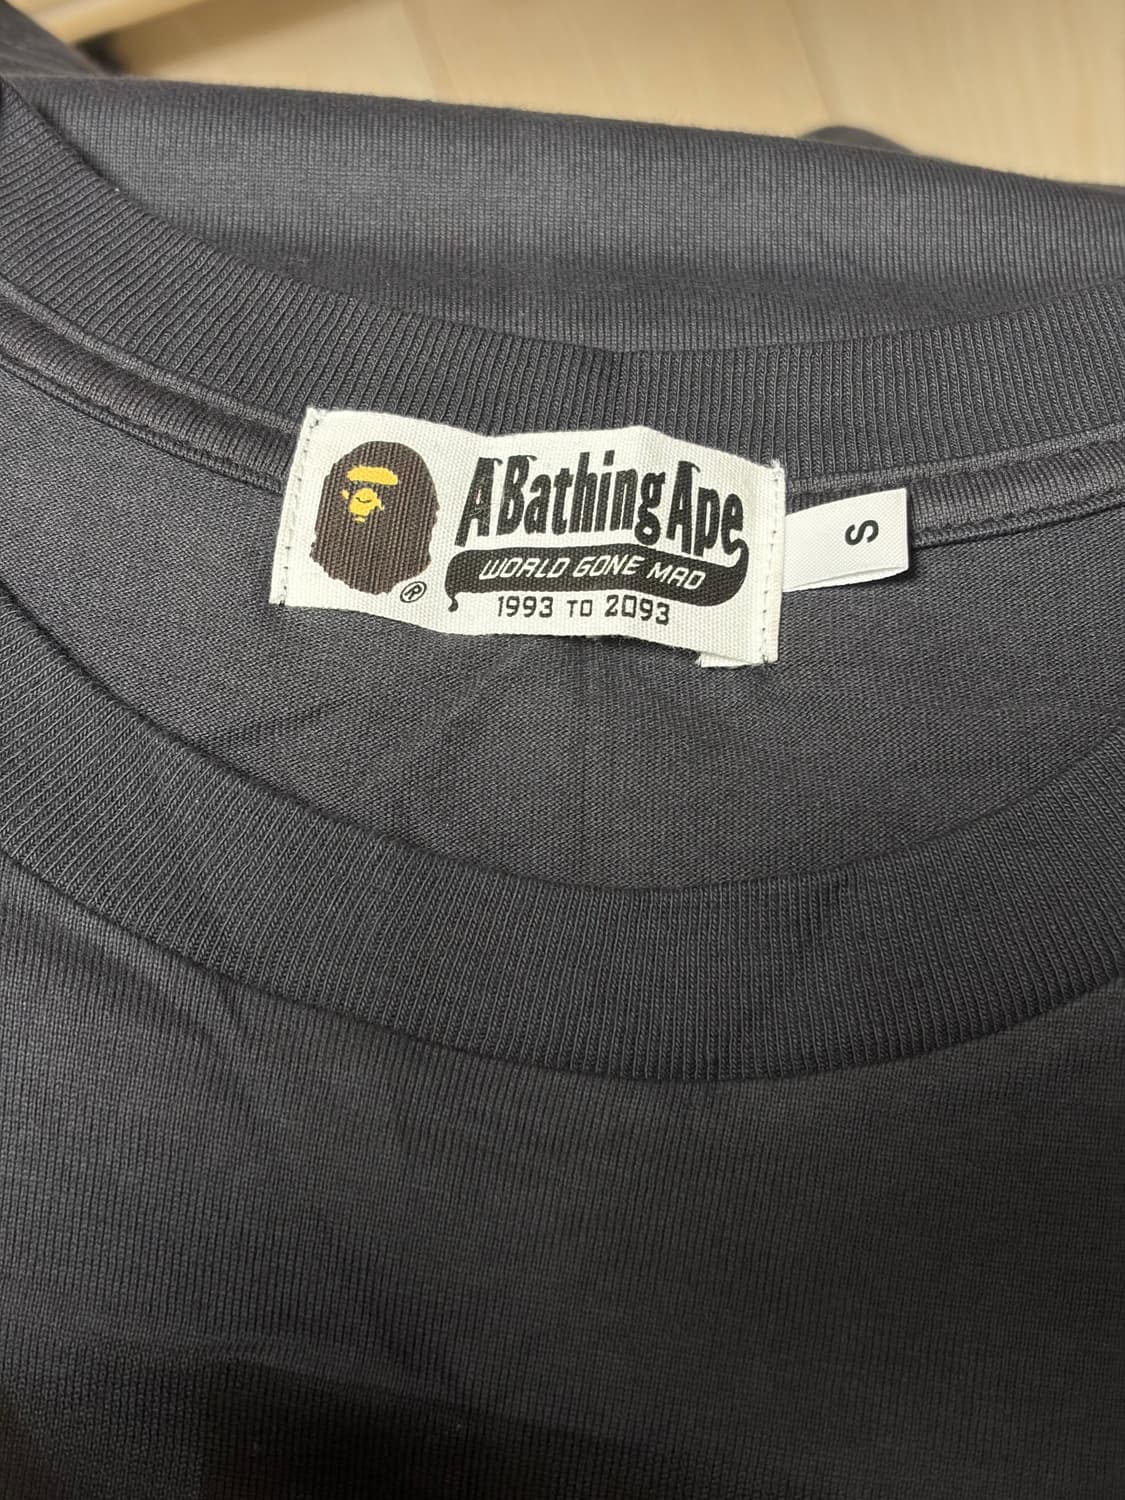 A Bathing Ape
WORLD GONE MAD
1993 TO 2093
®
S